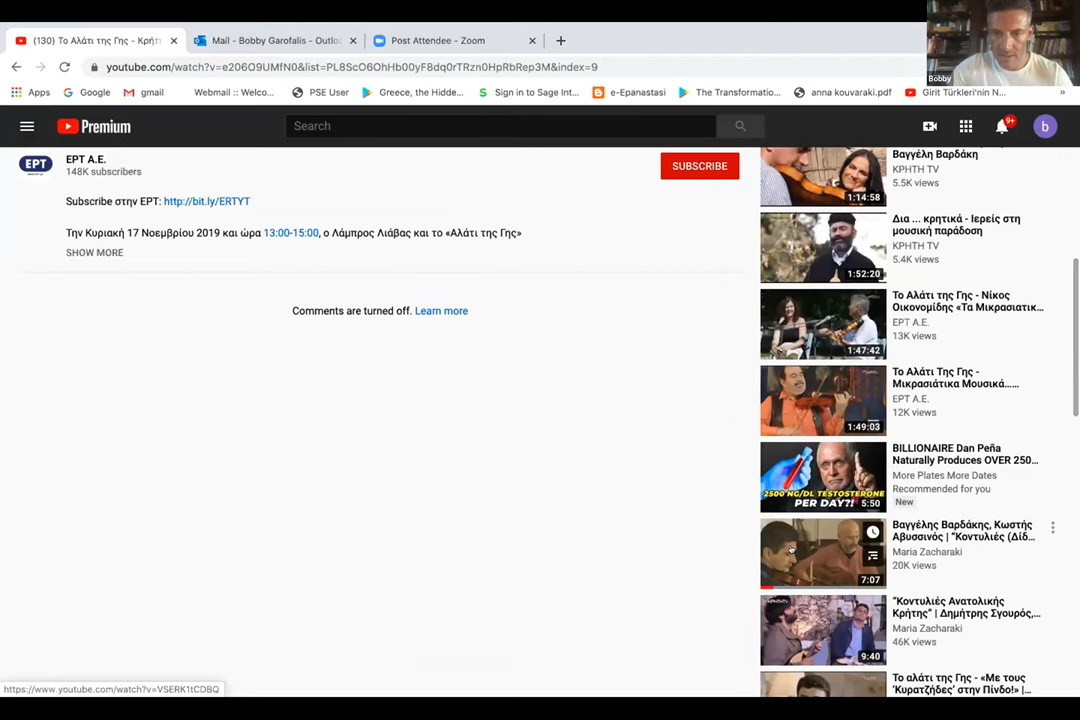 (130) Το Αλάτι της Γης - Κρήτ
Mail - Bobby Garofalis - Outlo
Post Attendee - Zoom
youtube.com/watch?v=e206O9UMfN0&list=PL8ScO6OhHb00yF8dq0rTRzn0HpRbRep3M&index=9
Bobby
Apps
Google
gmail
Webmail :: Welco...
PSE User
Greece, the Hidde...
Sign in to Sage Int...
e-Epanastasi
The Transformatio...
anna kouvaraki.pdf
Girit Türkleri'nin N...
»
Premium
Search
9+
b
EPT
ΕΡΤ Α.Ε.
148K subscribers
SUBSCRIBE
Subscribe στην ΕΡΤ: http://bit.ly/ERTYT
Την Κυριακή 17 Νοεμβρίου 2019 και ώρα 13:00-15:00, ο Λάμπρος Λιάβας και το «Αλάτι της Γης»
SHOW MORE
Comments are turned off. Learn more
Βαγγέλη Βαρδάκη
ΚΡΗΤΗ TV
5.5K views
1:14:58
Δια ... κρητικά - Ιερείς στη
μουσική παράδοση
ΚΡΗΤΗ TV
5.4K views
1:52:20
Το Αλάτι της Γης - Νίκος
Οικονομίδης «Τα Μικρασιατικ...
ΕΡΤ Α.Ε.
13K views
1:47:42
Το Αλάτι Της Γης -
Μικρασιάτικα Μουσικά......
ΕΡΤ Α.Ε.
12K views
1:49:03
BILLIONAIRE Dan Peña
Naturally Produces OVER 250...
More Plates More Dates
Recommended for you
New
2500 NG/DL TESTOSTERONE
PER DAY?!
5:50
Βαγγέλης Βαρδάκης, Κωστής
Αβυσσινός | "Κοντυλιές (Δίδ...
Maria Zacharaki
20K views
7:07
"Κοντυλιές Ανατολικής
Κρήτης" | Δημήτρης Σγουρός,...
Maria Zacharaki
46K views
9:40
Το αλάτι της Γης - «Με τους
'Κυρατζήδες' στην Πίνδο!» |...
https://www.youtube.com/watch?v=VSERK1tCDBQ